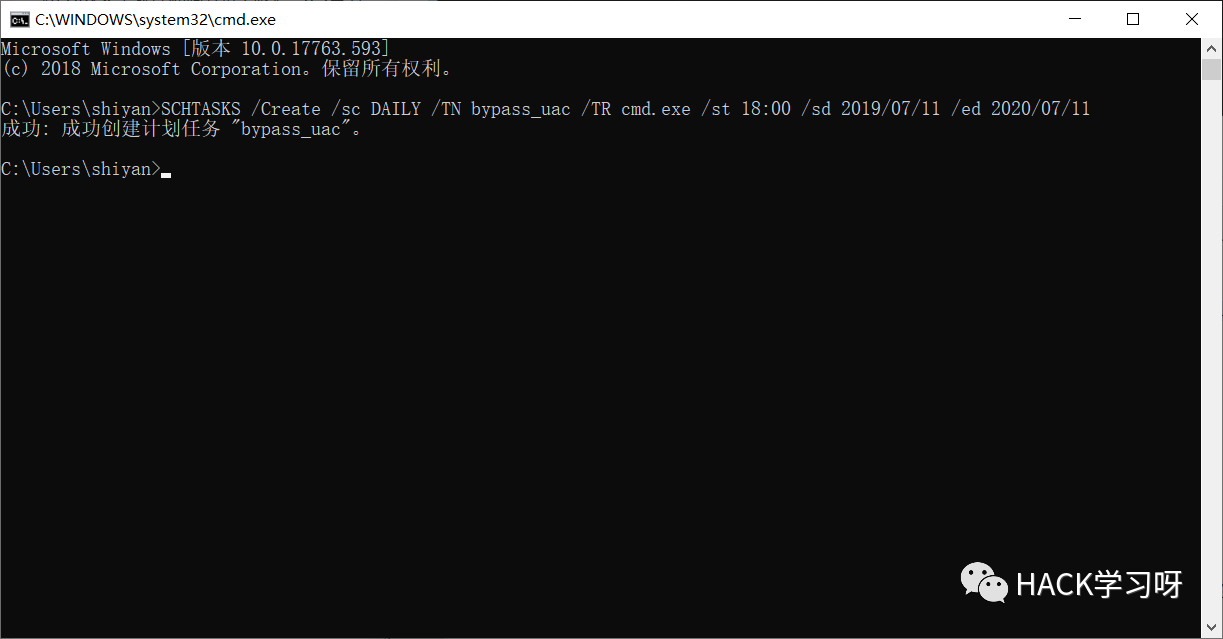 C:\WINDOWS\system32\cmd.exe
Microsoft Windows [版本 10.0.17763.593]
(c) 2018 Microsoft Corporation。保留所有权利。
C:\Users\shiyan>SCHTASKS /Create /sc DAILY /TN bypass_uac /TR cmd.exe /st 18:00 /sd 2019/07/11 /ed 2020/07/11
成功: 成功创建计划任务 "bypass_uac"。
C:\Users\shiyan>
HACK学习呀